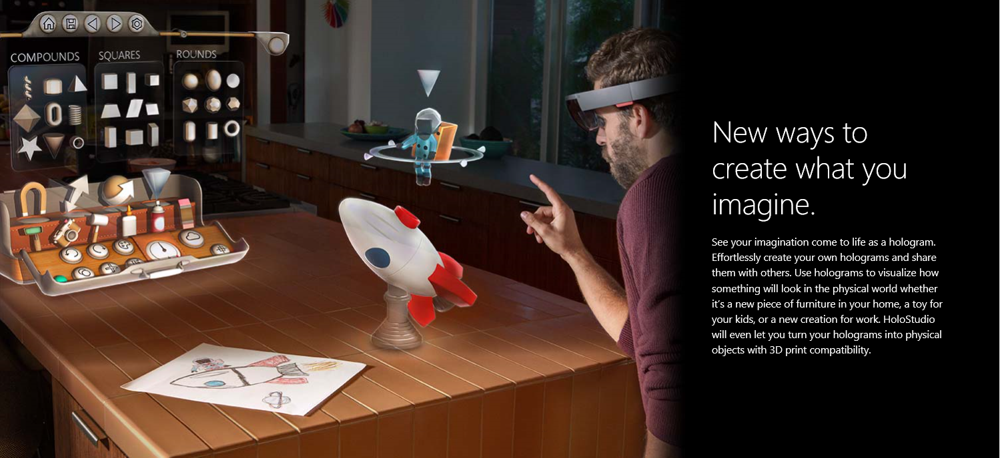 COMPOUNDS
SQUARES
ROUNDS
New ways to
create what you
imagine.
See your imagination come to life as a hologram.
Effortlessly create your own holograms and share
them with others. Use holograms to visualize how
something will look in the physical world whether
it's a new piece of furniture in your home, a toy for
your kids, or a new creation for work. HoloStudio
will even let you turn your holograms into physical
objects with 3D print compatibility.